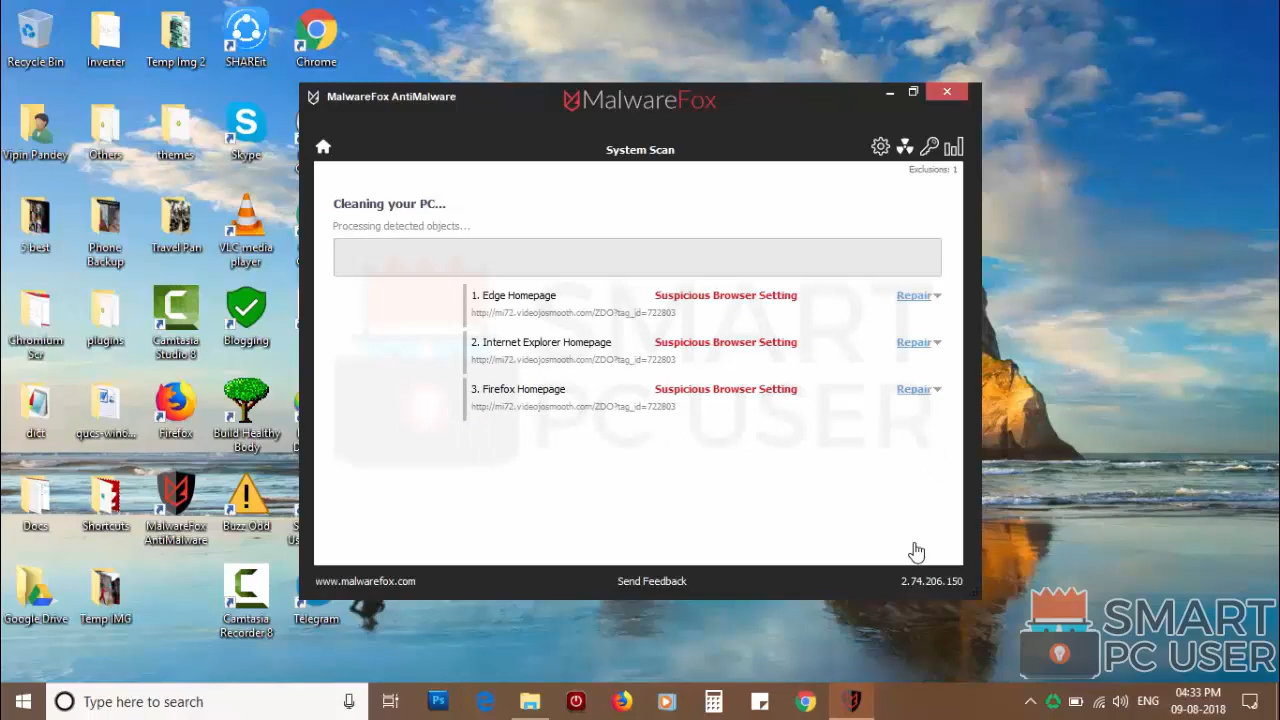 Recycle Bin
Inverter
Temp Img 2
SHAREit
Chrome
Vipin Pandey
Others
themes
Skype
5 best
Phone Backup
Travel Pan
VLC media player
Chromium Scr
plugins
Camtasia Studio 8
Blogging
dict
qucs-win6...
Firefox
Build Healthy Body
Docs
Shortcuts
MalwareFox AntiMalware
Buzz Odd
Google Drive
Temp IMG
Camtasia Recorder 8
Telegram
MalwareFox AntiMalware
MalwareFox
System Scan
Exclusions: 1
Cleaning your PC...
Processing detected objects...
1. Edge Homepage Suspicious Browser Setting Repair
http://mi72.videojosmooth.com/ZDO?tag_id=722803
2. Internet Explorer Homepage Suspicious Browser Setting Repair
http://mi72.videojosmooth.com/ZDO?tag_id=722803
3. Firefox Homepage Suspicious Browser Setting Repair
http://mi72.videojosmooth.com/ZDO?tag_id=722803
SMART
PC USER
www.malwarefox.com Send Feedback 2.74.206.150
SMART
PC USER
Type here to search
Ps
ENG
04:33 PM
09-08-2018